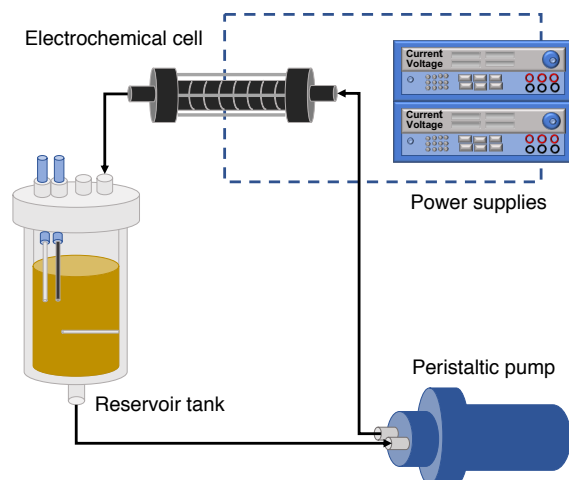 Electrochemical cell
Current
Voltage
Current
Voltage
Power supplies
Peristaltic pump
Reservoir tank